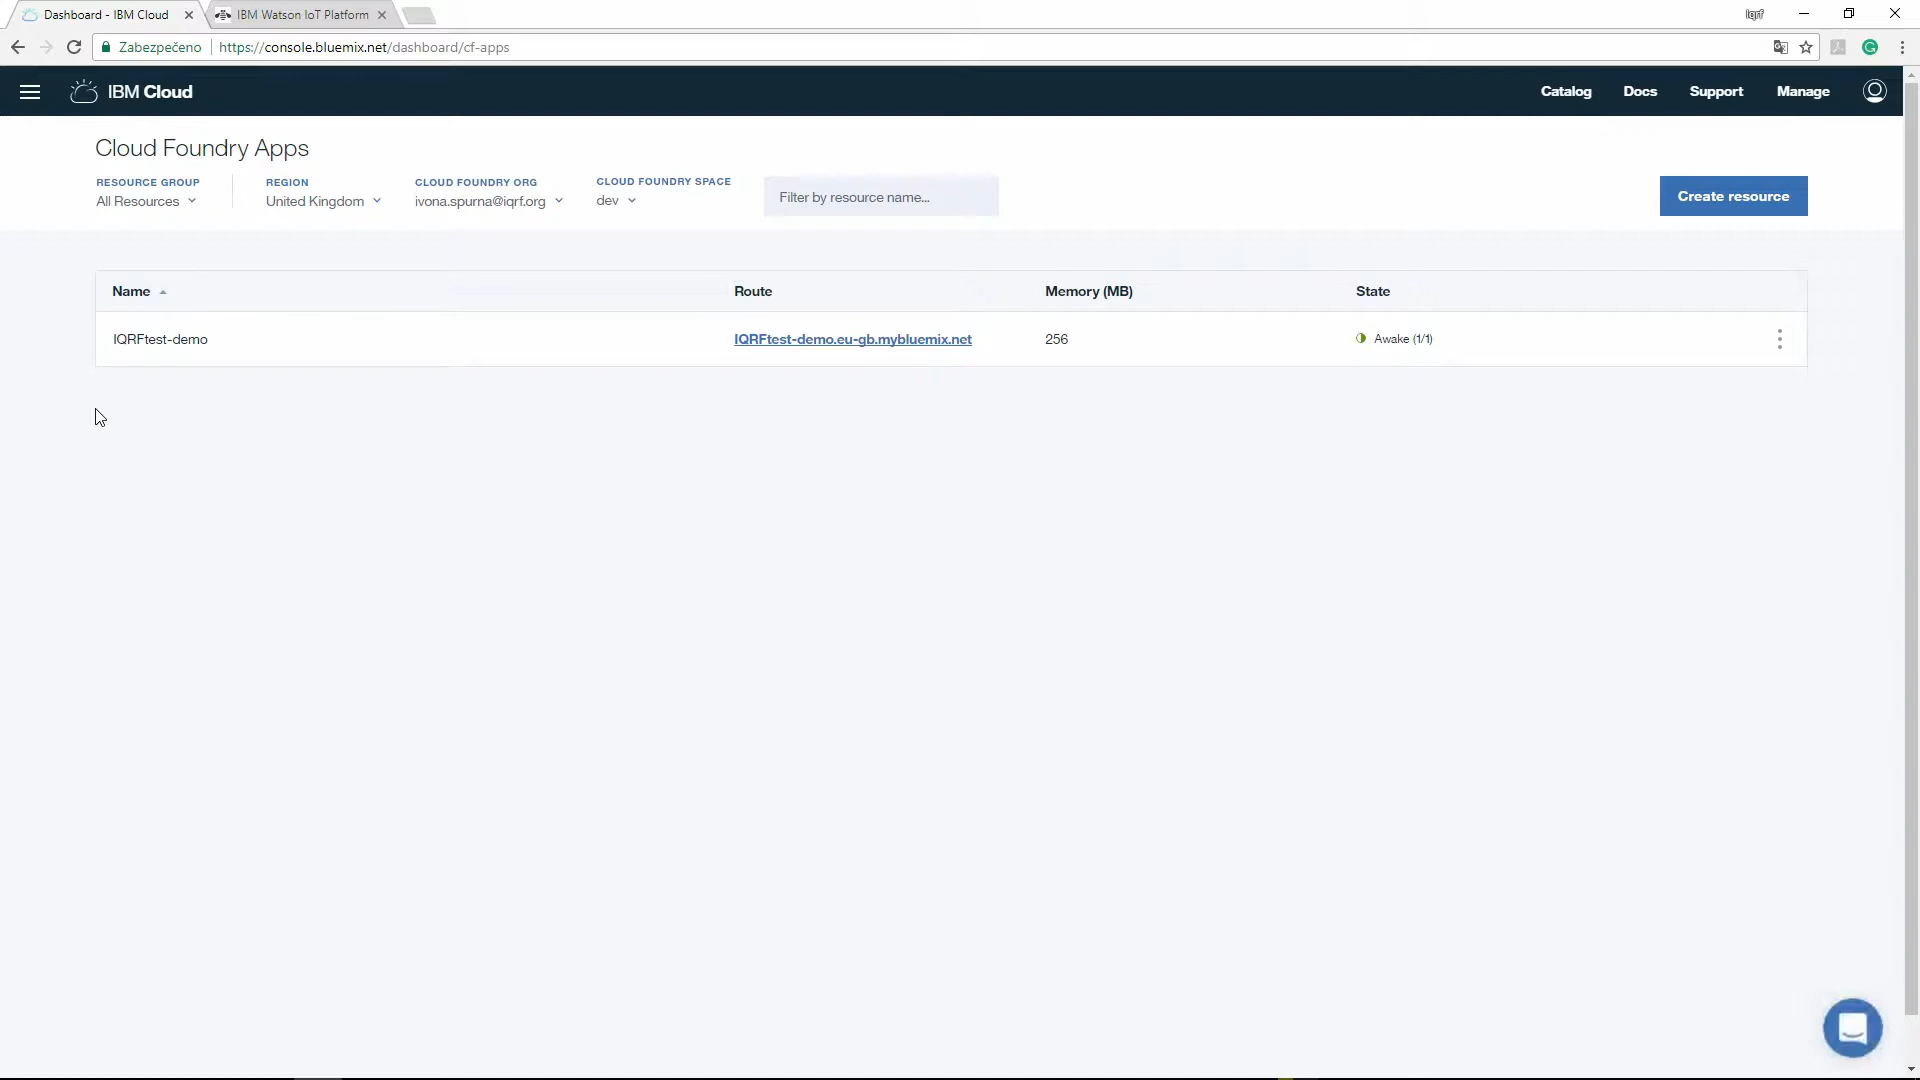 Dashboard - IBM Cloud
IBM Watson IoT Platform
iqrf
Zabezpečeno
https://console.bluemix.net/dashboard/cf-apps
IBM Cloud
Catalog
Docs
Support
Manage
Cloud Foundry Apps
RESOURCE GROUP
All Resources
REGION
United Kingdom
CLOUD FOUNDRY ORG
ivona.spurna@iqrf.org
CLOUD FOUNDRY SPACE
dev
Filter by resource name...
Create resource
Name
Route
Memory (MB)
State
IQRFtest-demo
IQRFtest-demo.eu-gb.mybluemix.net
256
Awake (1/1)